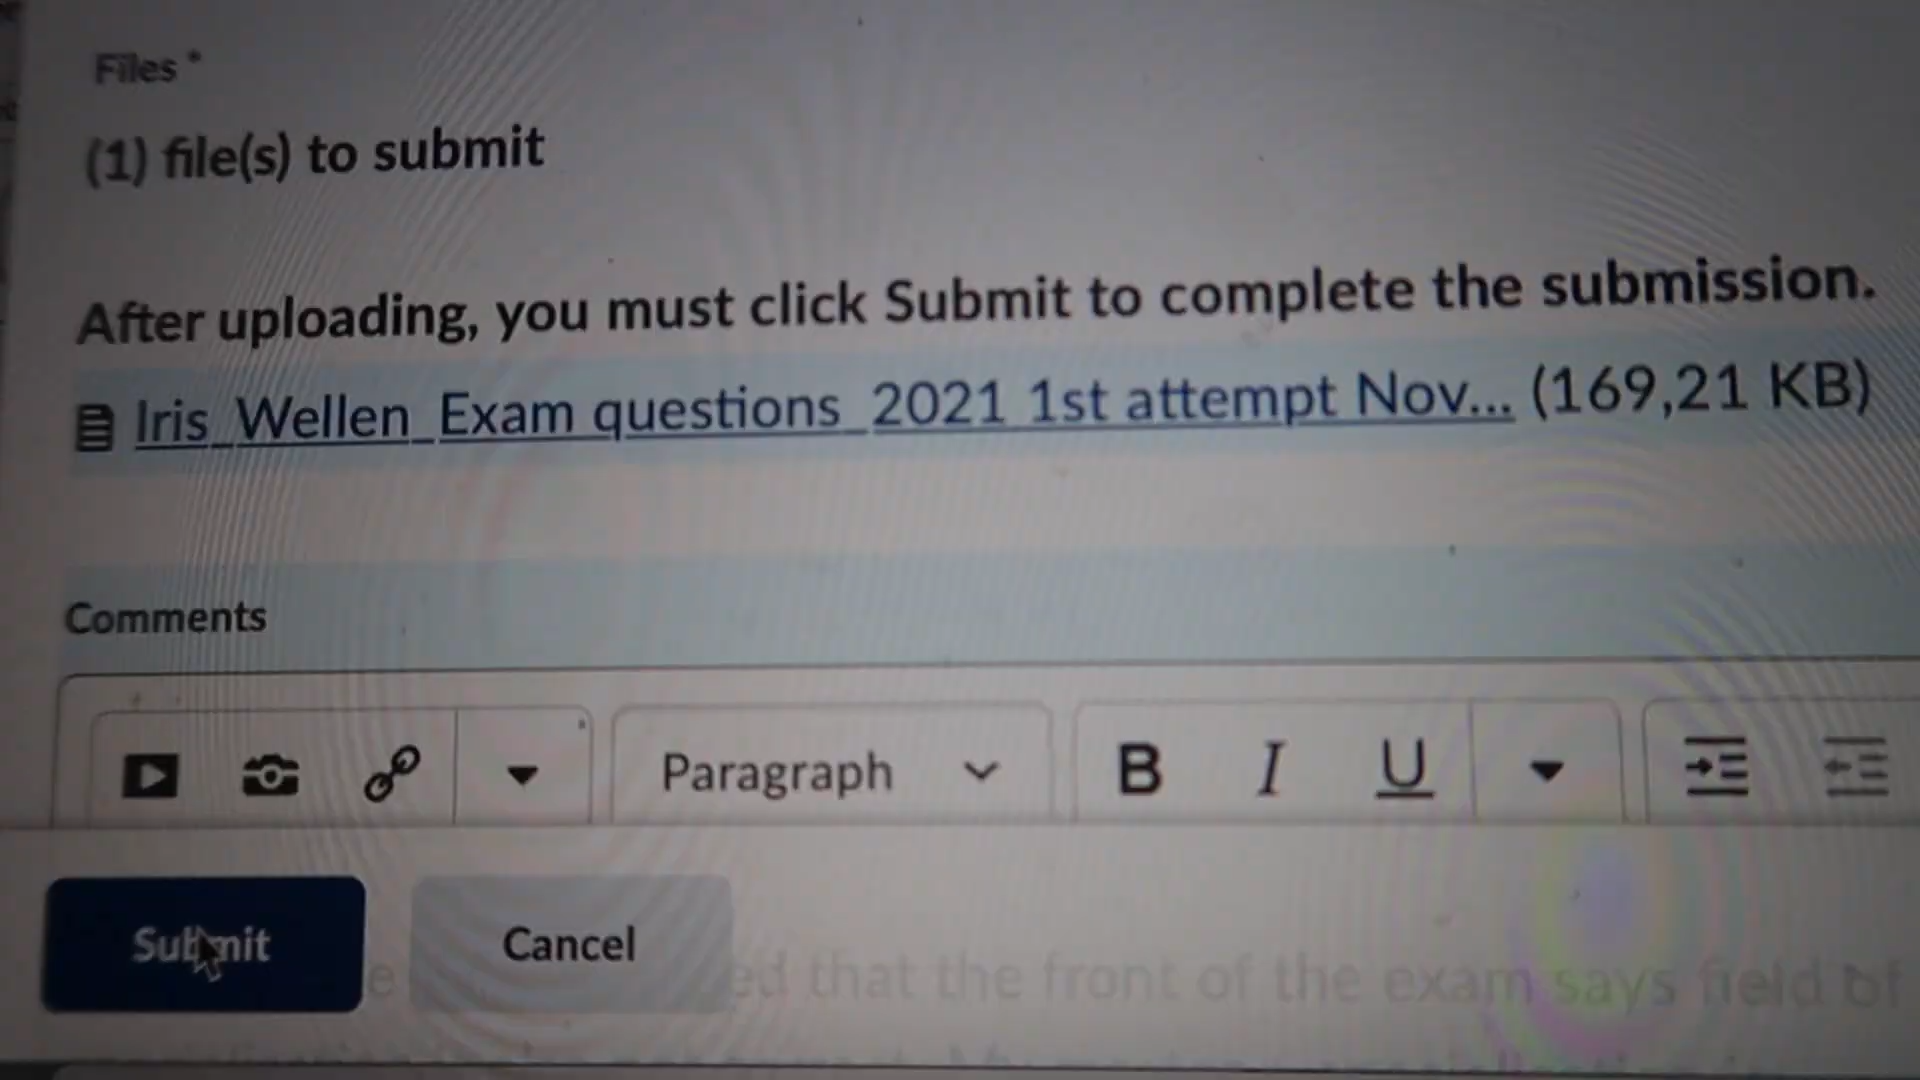 Files *
(1) file(s) to submit
After uploading, you must click Submit to complete the submission.
Iris_Wellen_Exam questions_2021 1st attempt Nov... (169,21 KB)
Comments
Paragraph
B I U
Submit Cancel
that the front of the exam says field of